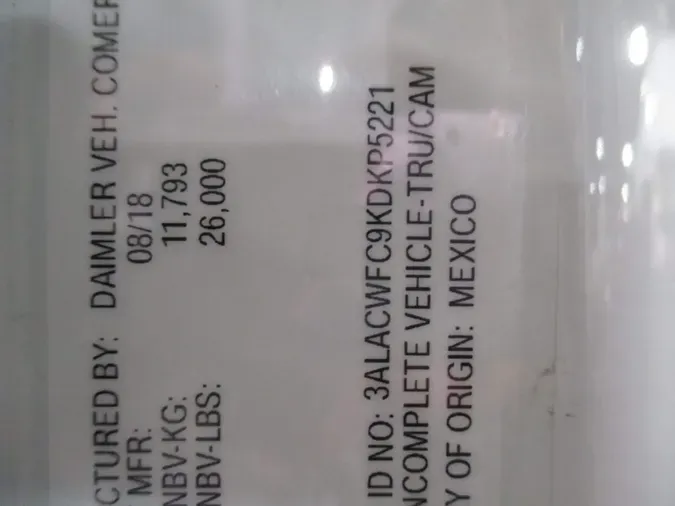 CTURED BY: DAIMLER VEH. COMER
MFR: 08/18
NBV-KG: 11,793
NBV-LBS: 26,000
ID NO: 3ALACWFC9KDKP5221
NCOMPLETE VEHICLE-TRU/CAM
Y OF ORIGIN: MEXICO